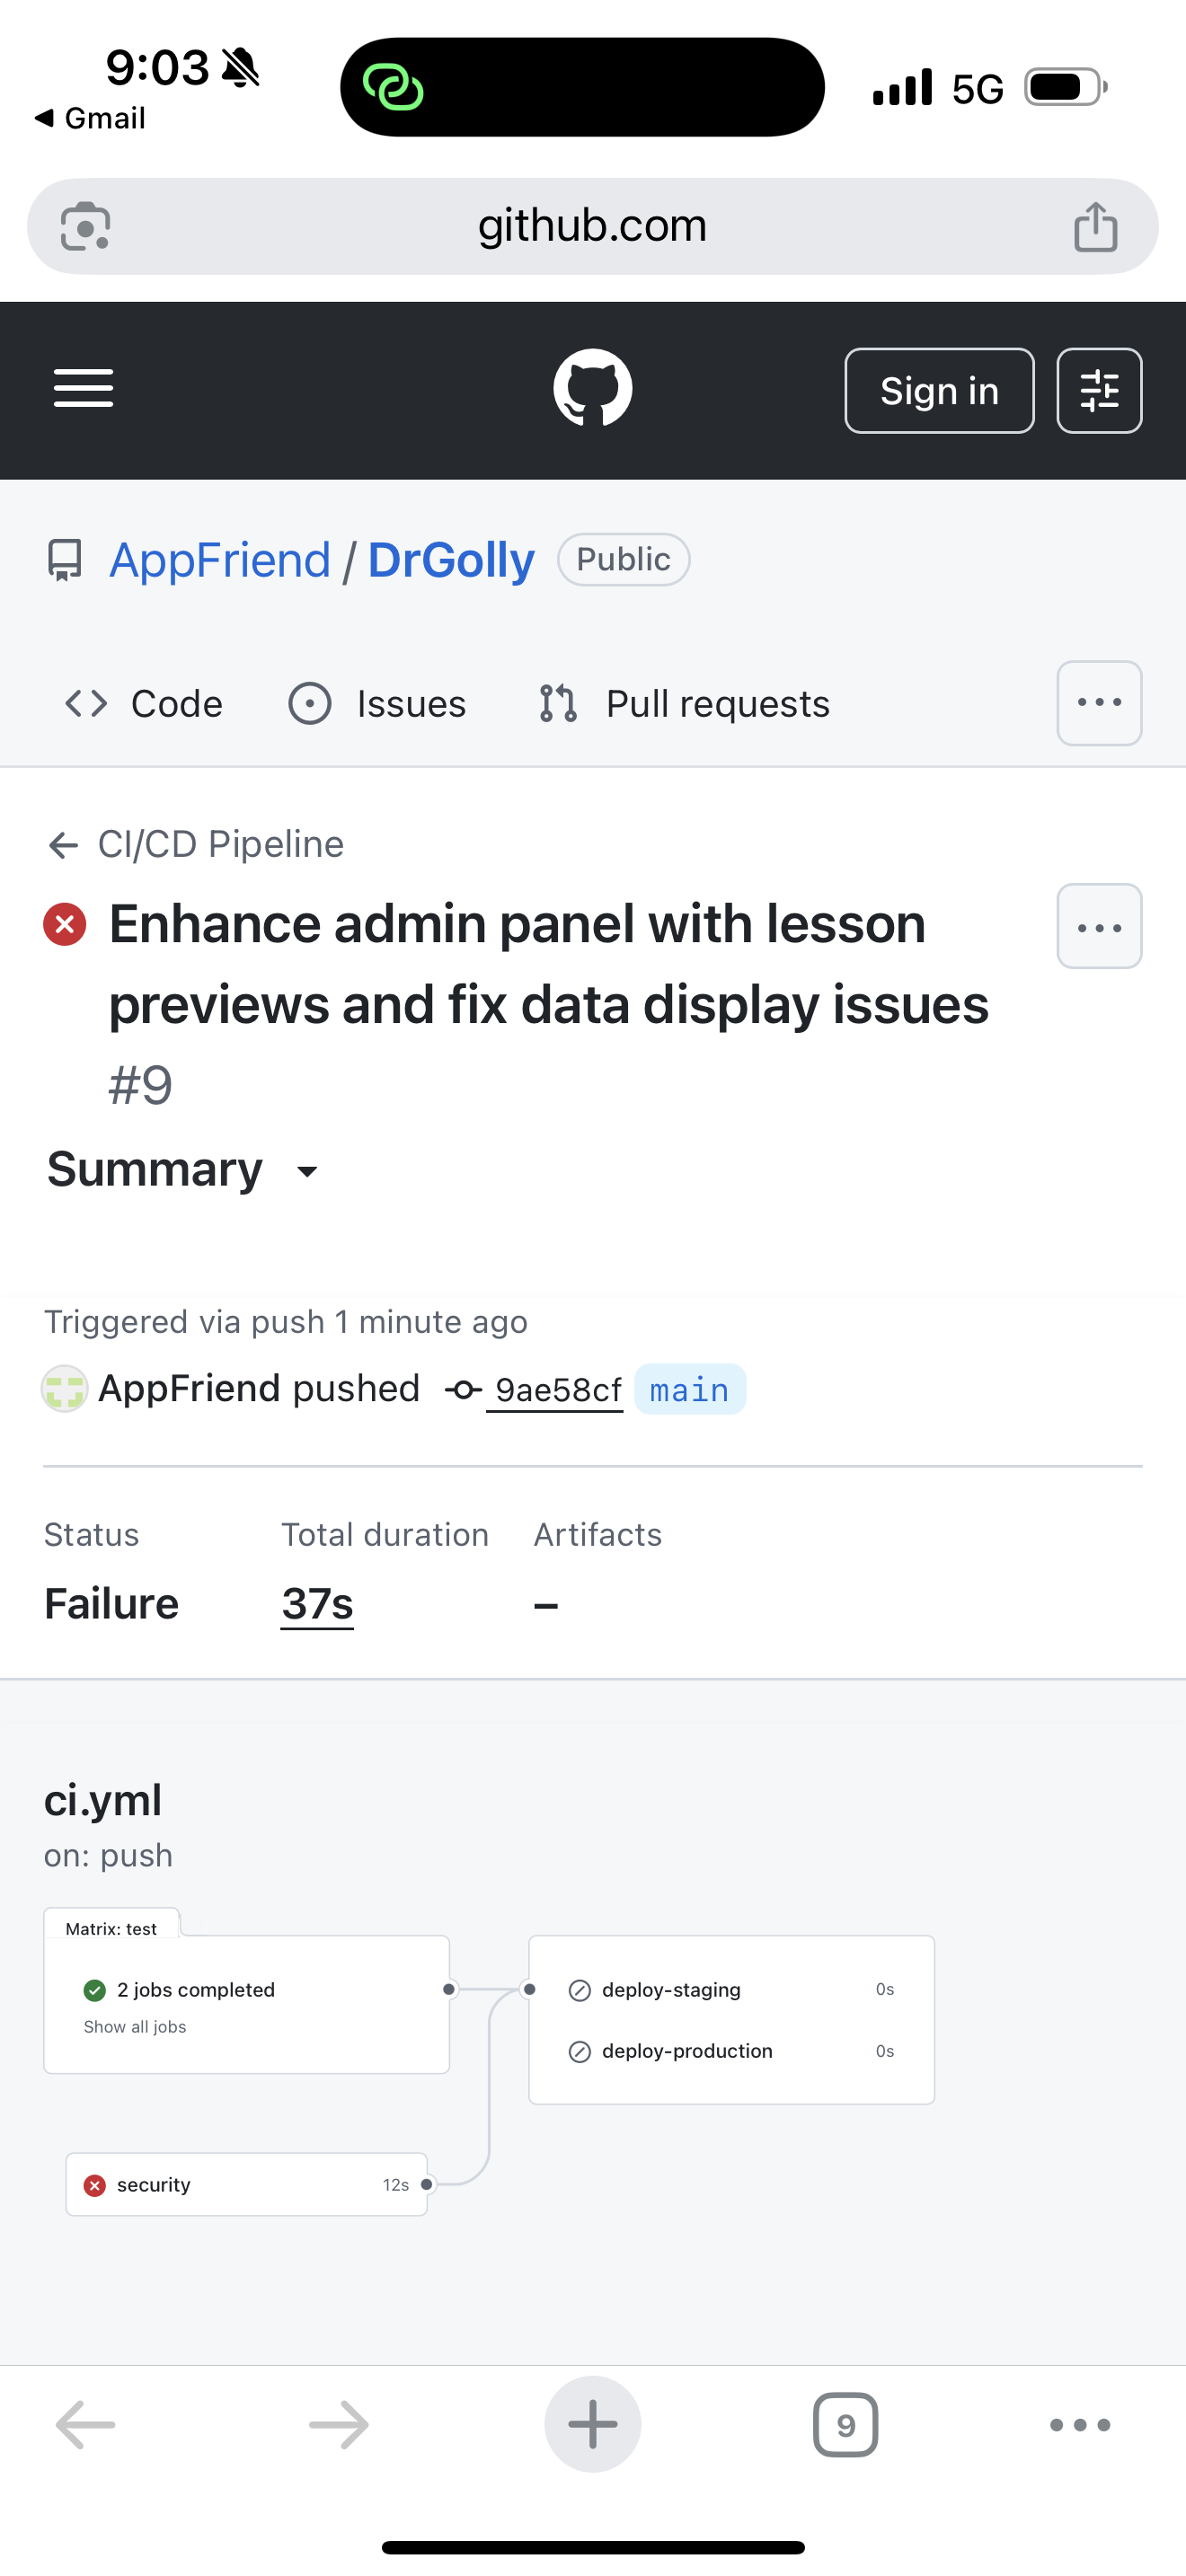 9:03
Gmail
5G
github.com
Sign in
AppFriend / DrGolly Public
Code Issues Pull requests
CI/CD Pipeline
Enhance admin panel with lesson
previews and fix data display issues
#9
Summary
Triggered via push 1 minute ago
AppFriend pushed 9ae58cf main
Status Total duration Artifacts
Failure 37s –
ci.yml
on: push
Matrix: test
2 jobs completed
Show all jobs
deploy-staging 0s
deploy-production 0s
security 12s
9